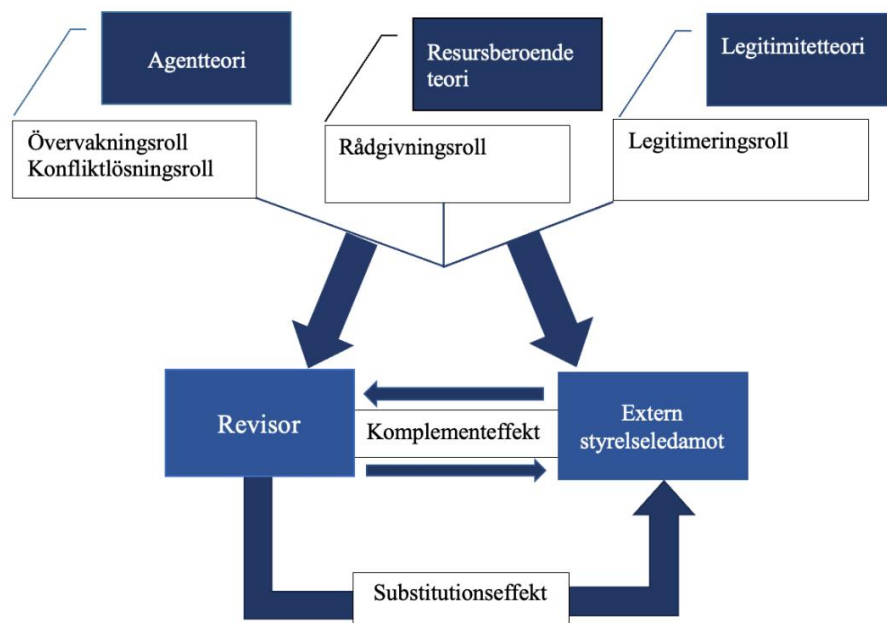 Agentteori
Resursberoende
teori
Legitimitetteori
Övervakningsroll
Konfliktlösningsroll
Rådgivningsroll
Legitimeringsroll
Revisor
Komplementeffekt
Extern
styrelseledamot
Substitutionseffekt